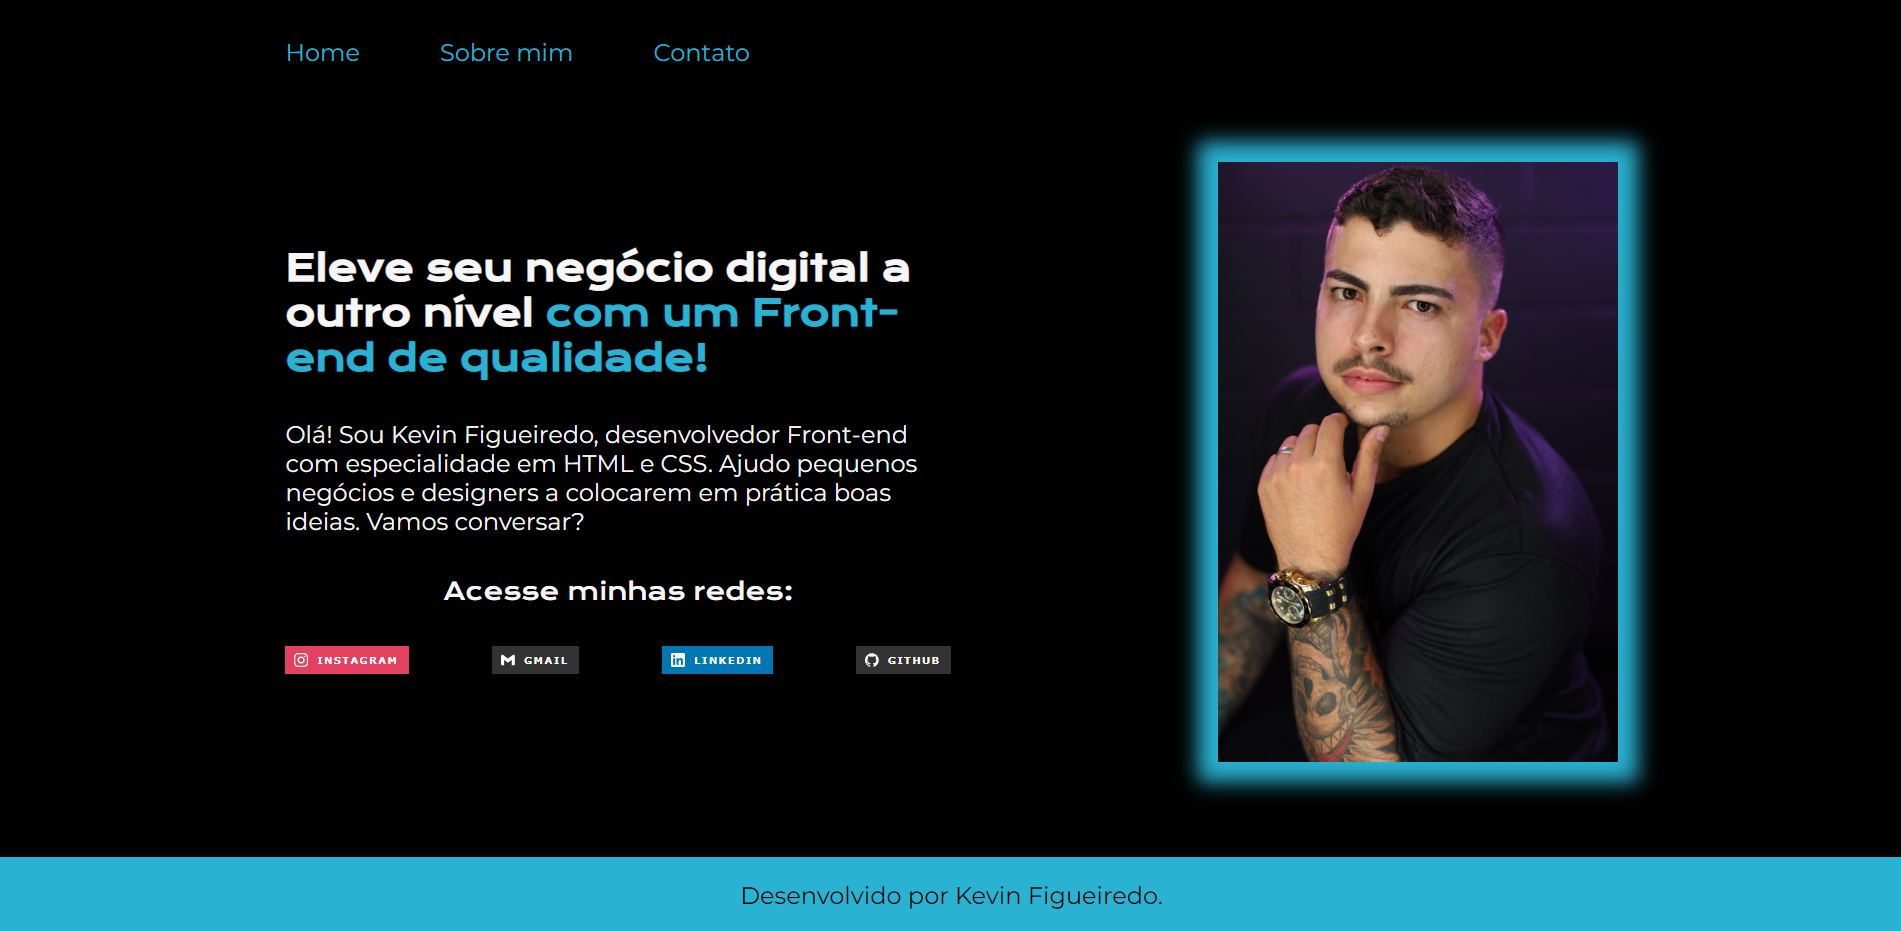 Home Sobre mim Contato
Eleve seu negócio digital a
outro nível com um Front-
end de qualidade!
Olá! Sou Kevin Figueiredo, desenvolvedor Front-end
com especialidade em HTML e CSS. Ajudo pequenos
negócios e designers a colocarem em prática boas
ideias. Vamos conversar?
Acesse minhas redes:
INSTAGRAM GMAIL LINKEDIN GITHUB
Desenvolvido por Kevin Figueiredo.